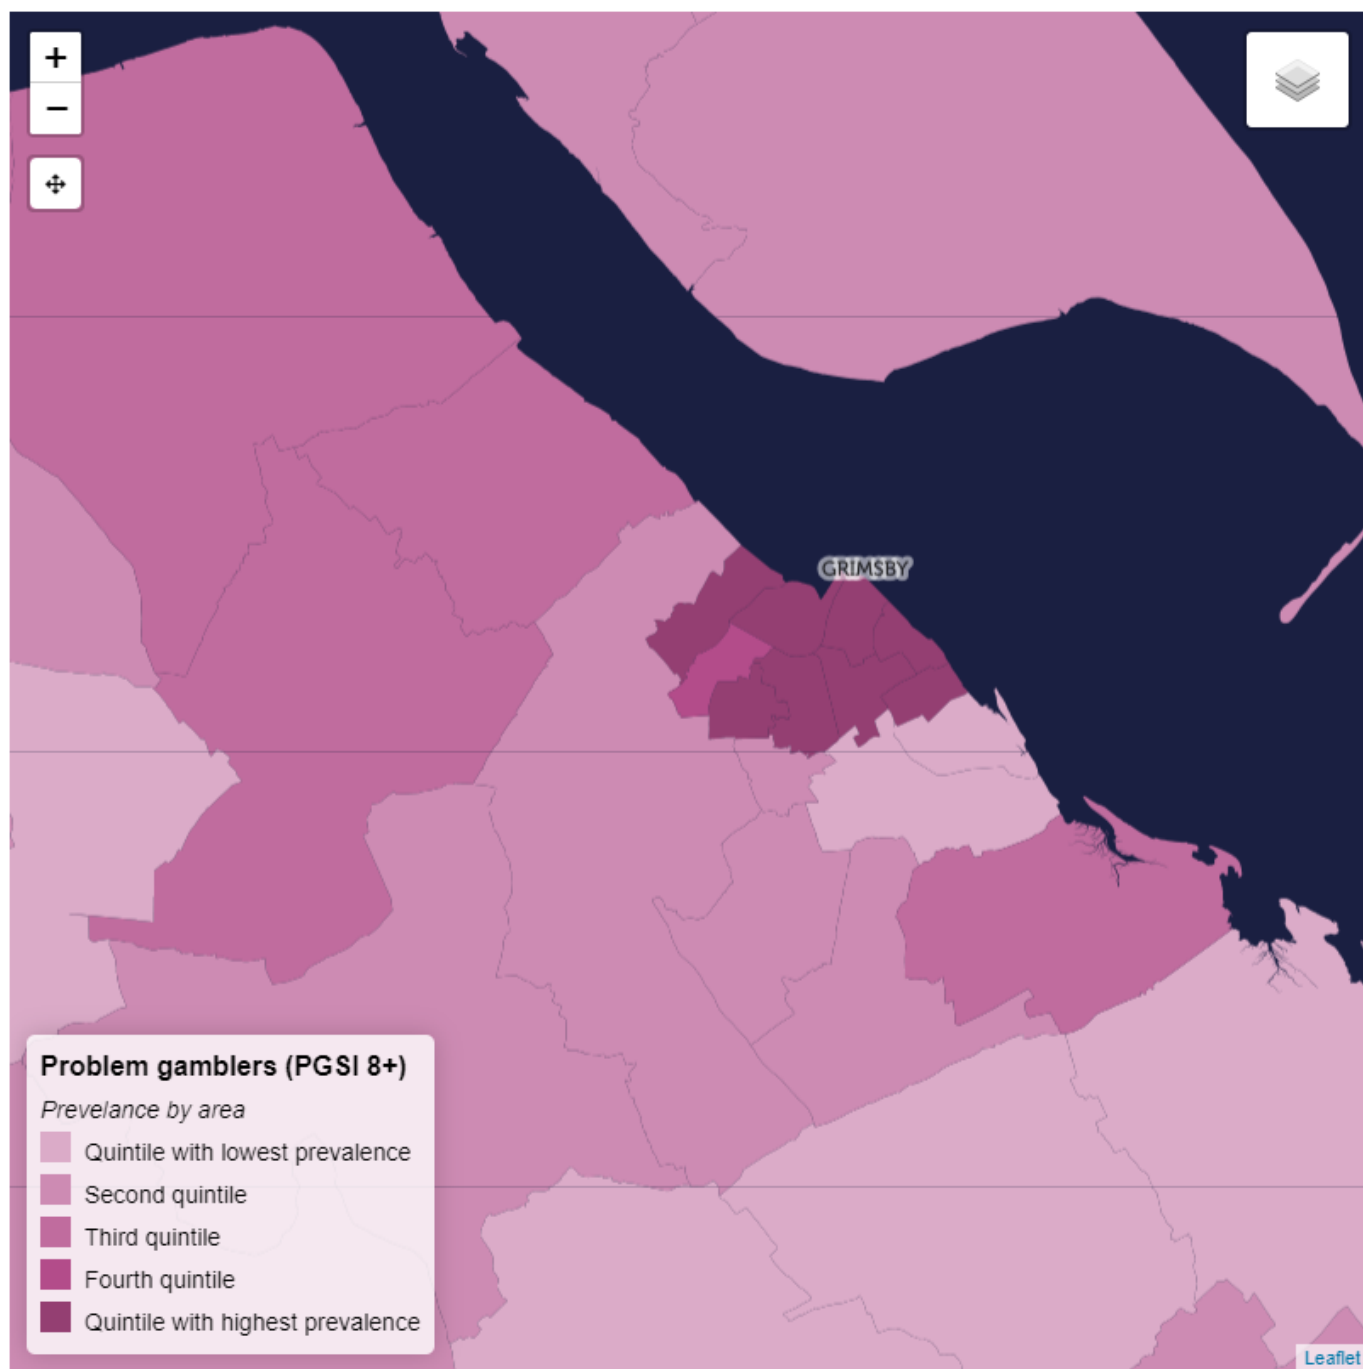 +
−
GRIMSBY
Problem gamblers (PGSI 8+)
Prevelance by area
Quintile with lowest prevalence
Second quintile
Third quintile
Fourth quintile
Quintile with highest prevalence
Leaflet